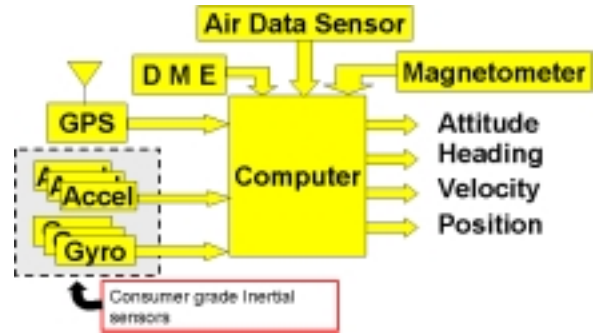 Air Data Sensor
D M E
Magnetometer
GPS
Attitude
Heading
Velocity
Position
Computer
A
A
Accel
G
G
Gyro
Consumer grade Inertial
sensors